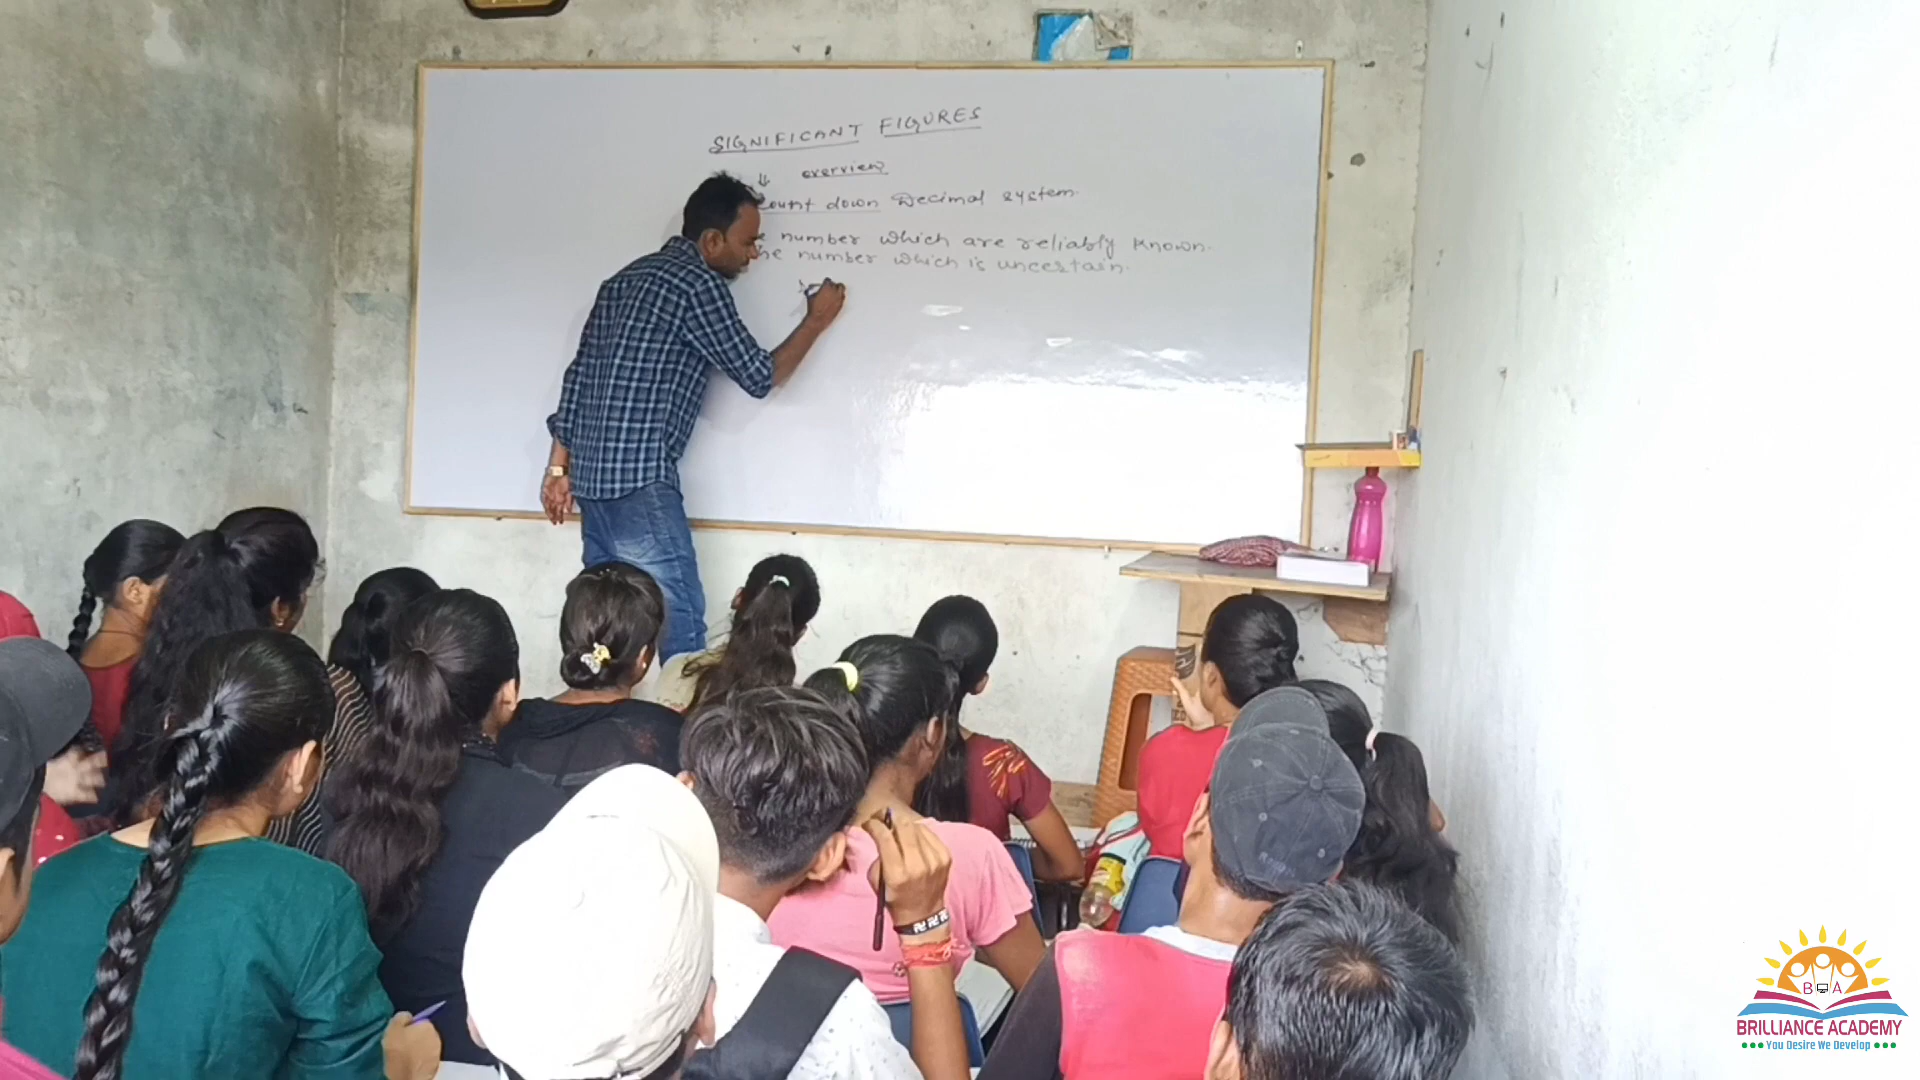 SIGNIFICANT FIGURES
overview
count down Decimal system.
number which are reliably known.
the number which is uncertain.
B A
BRILLIANCE ACADEMY
You Desire We Develop